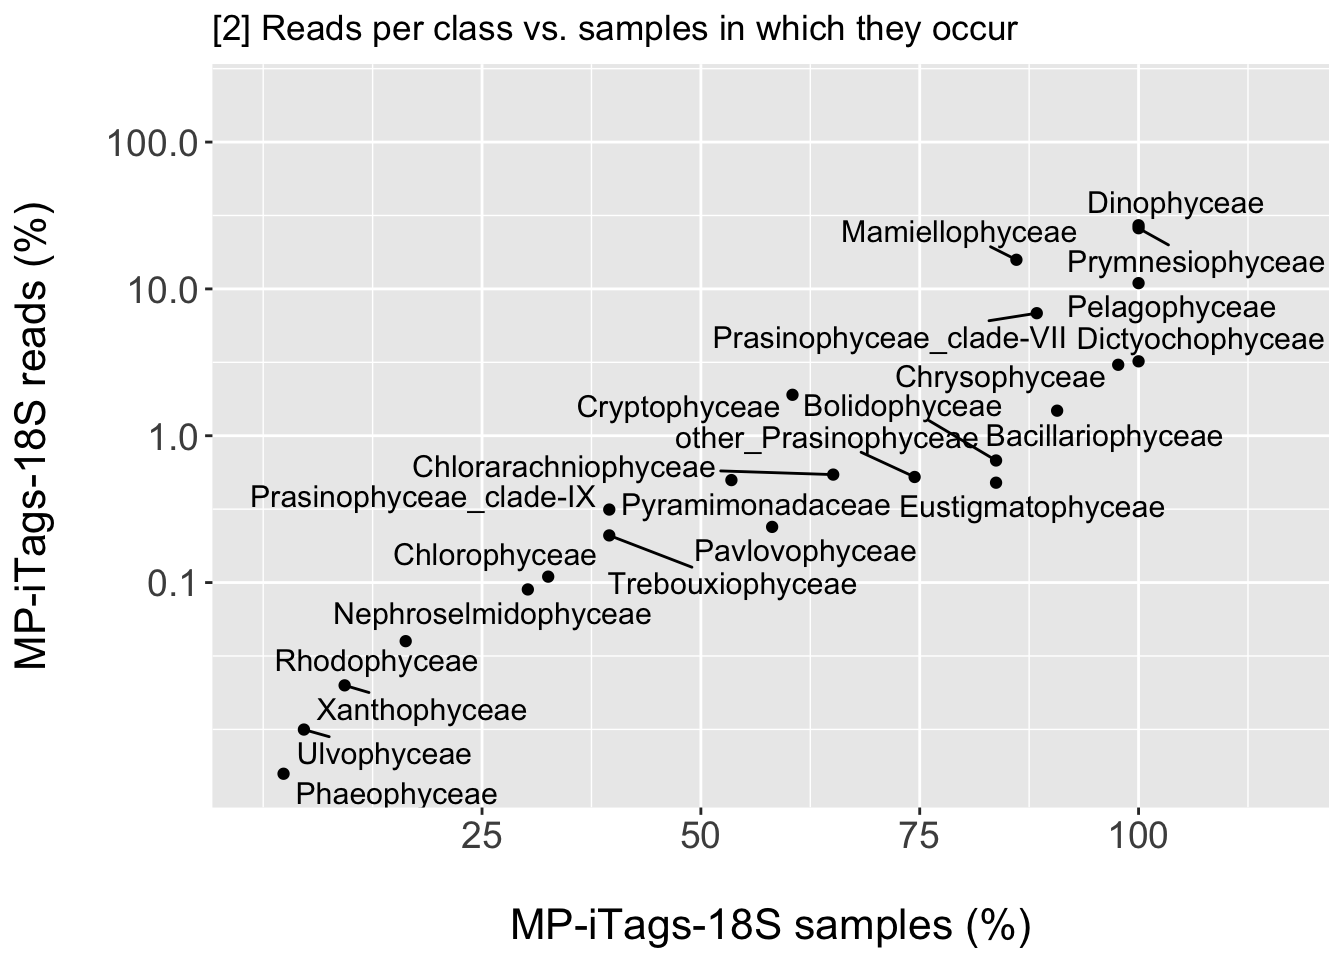 [2] Reads per class vs. samples in which they occur
MP-iTags-18S reads (%)
100.0
10.0
1.0
0.1
Dinophyceae
Mamiellophyceae
Prymnesiophyceae
Pelagophyceae
Prasinophyceae_clade-VII
Dictyochophyceae
Chrysophyceae
Cryptophyceae
Bolidophyceae
other_Prasinophyceae
Bacillariophyceae
Chlorarachniophyceae
Prasinophyceae_clade-IX
Pyramimonadaceae
Eustigmatophyceae
Chlorophyceae
Pavlovophyceae
Trebouxiophyceae
Nephroselmidophyceae
Rhodophyceae
Xanthophyceae
Ulvophyceae
Phaeophyceae
25
50
75
100
MP-iTags-18S samples (%)